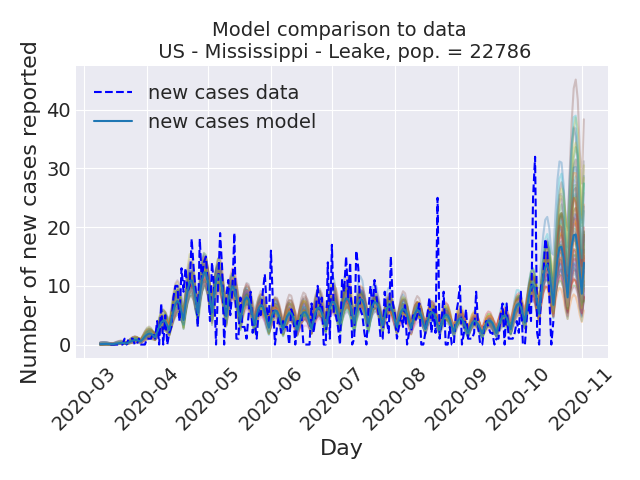 Model comparison to data
US - Mississippi - Leake, pop. = 22786
new cases data
new cases model
Number of new cases reported
40
30
20
10
0
2020-03
2020-04
2020-05
2020-06
2020-07
2020-08
2020-09
2020-10
2020-11
Day